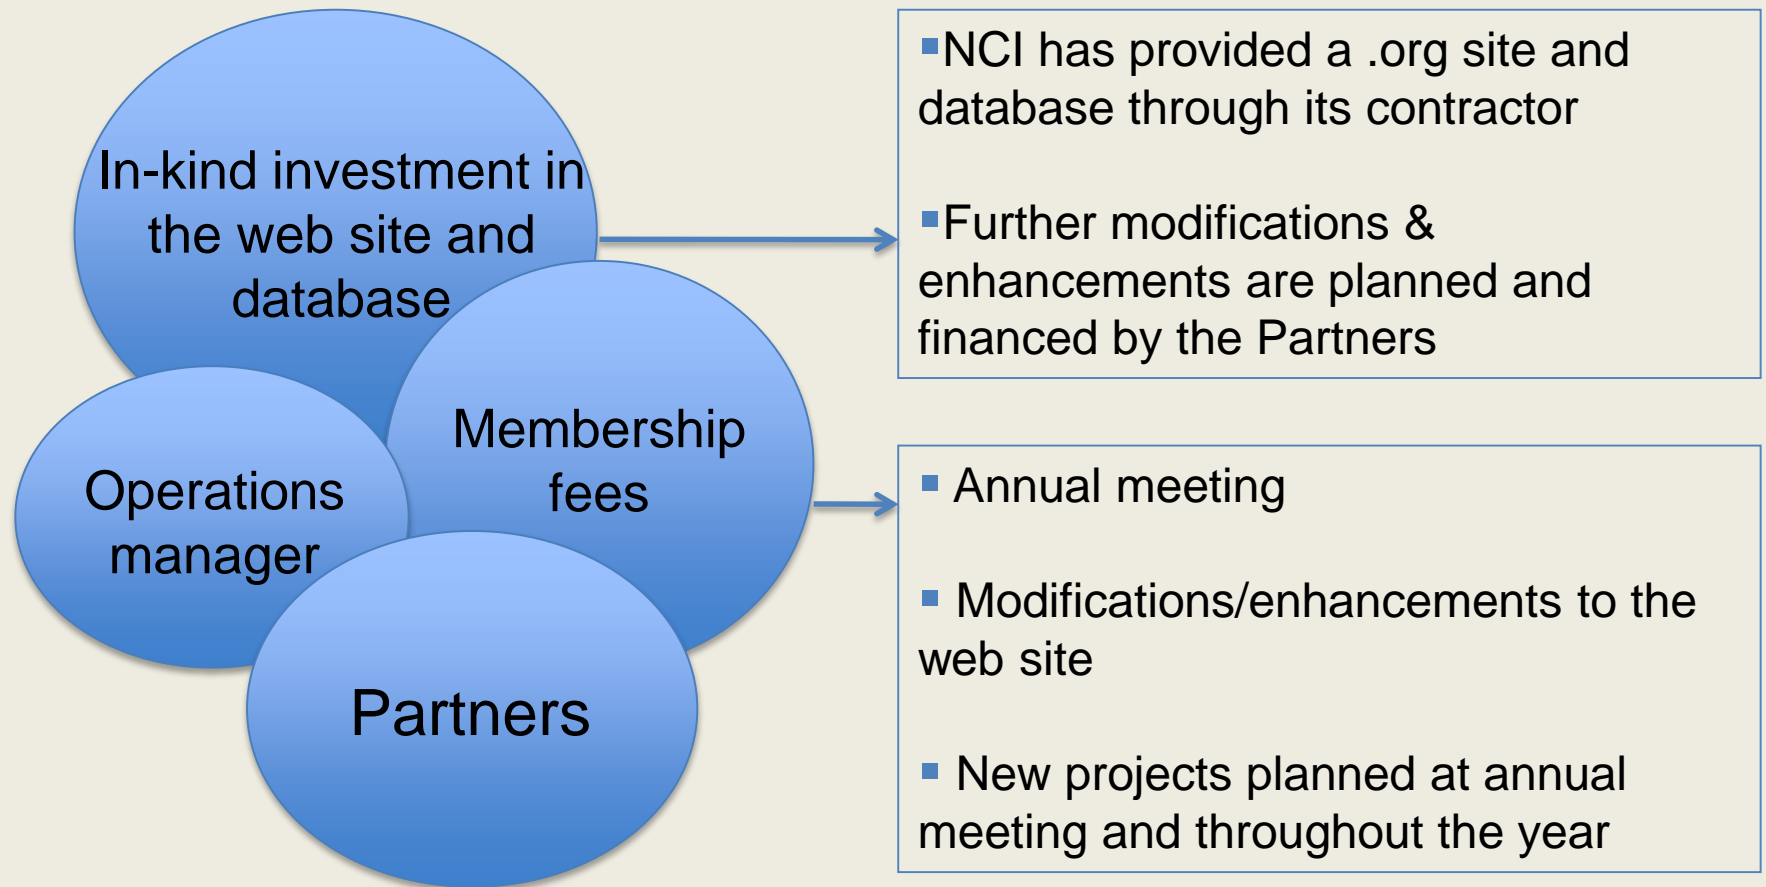 In-kind investment in
the web site and
database
Membership
fees
Operations
manager
Partners
▪NCI has provided a .org site and
database through its contractor
▪Further modifications &
enhancements are planned and
financed by the Partners
▪ Annual meeting
▪ Modifications/enhancements to the
web site
▪ New projects planned at annual
meeting and throughout the year